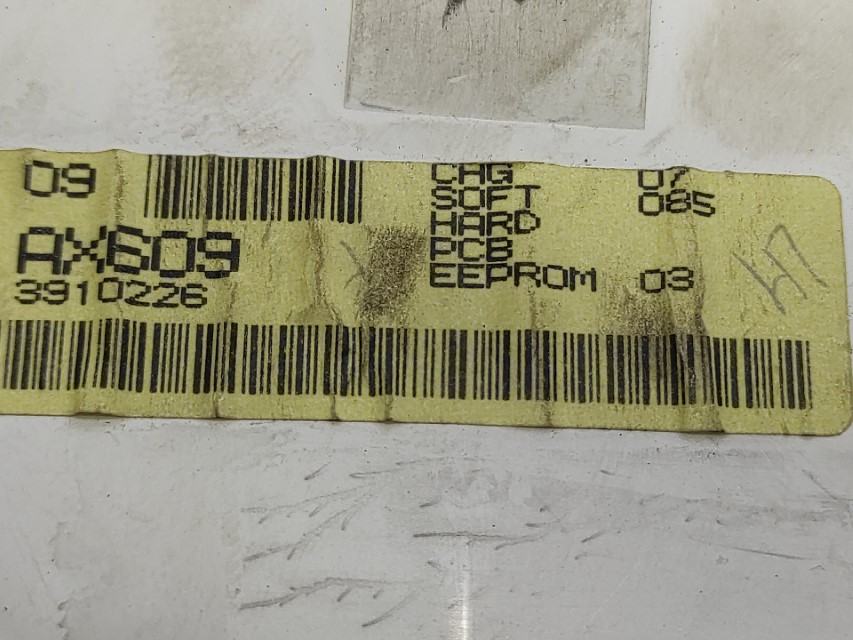 09
CHG 07
SOFT 085
HARD
PCB
EEPROM 03
AX609
3910226